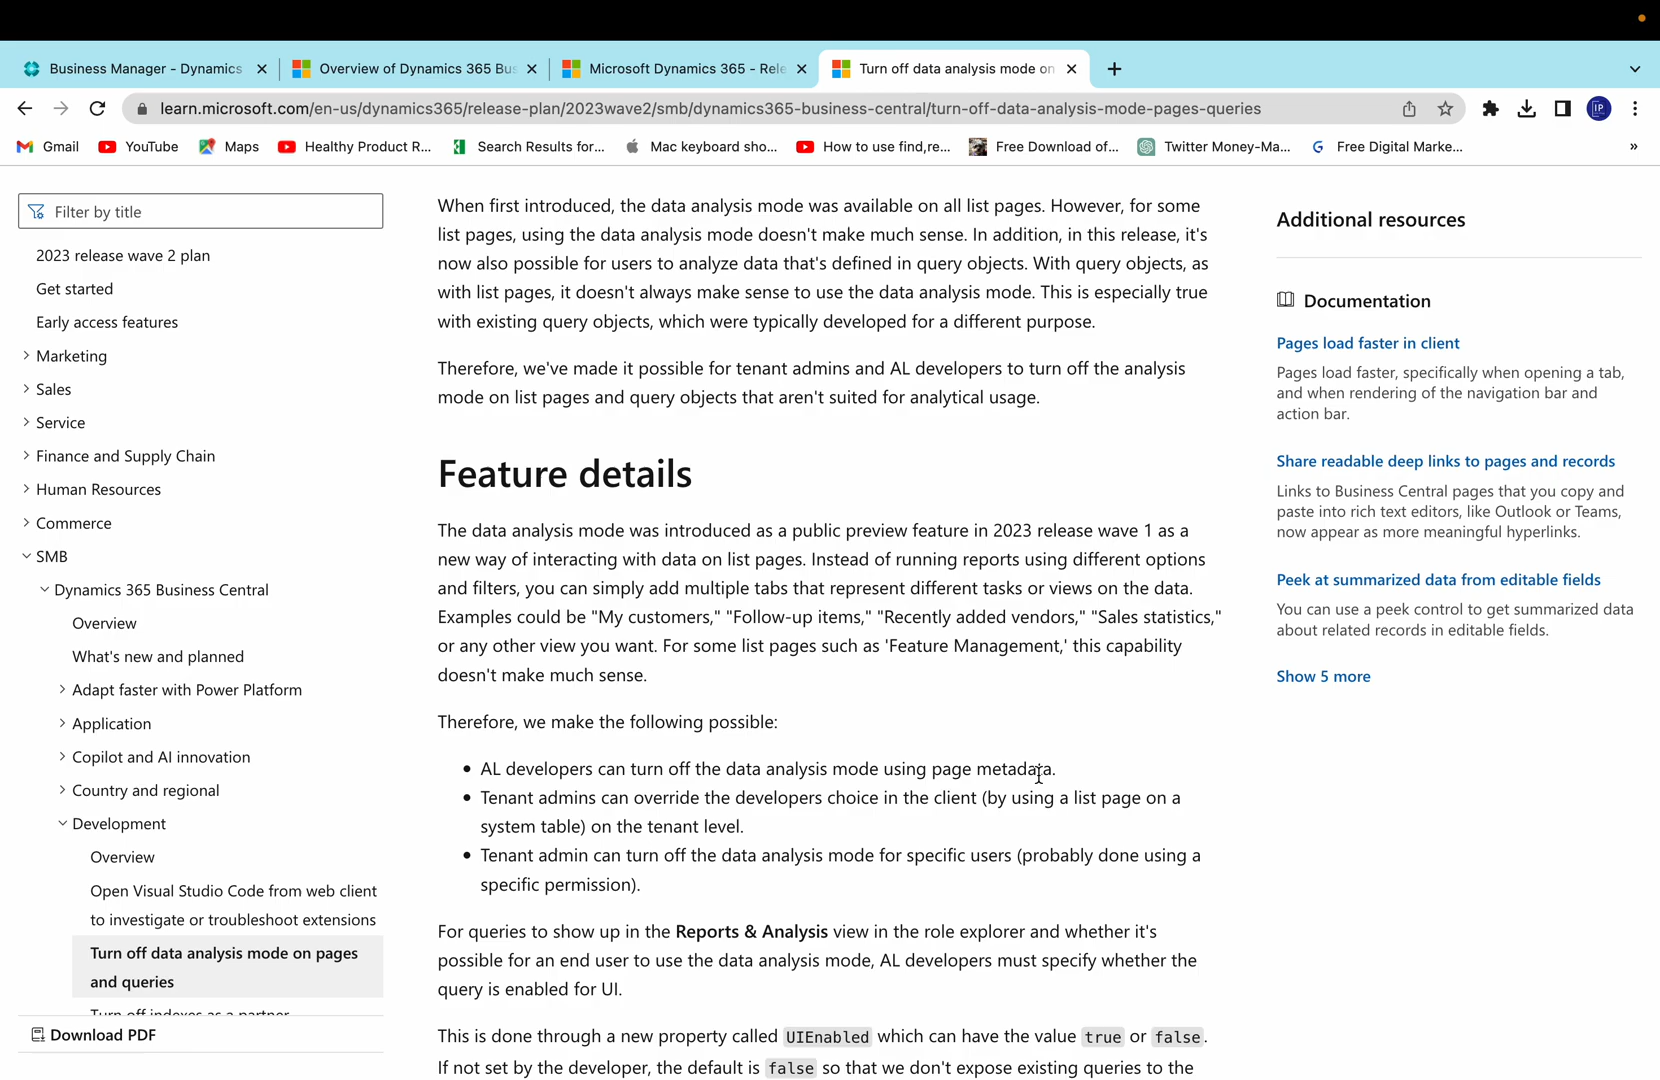 Business Manager - Dynamics
Overview of Dynamics 365 Bus
Microsoft Dynamics 365 - Rele
Turn off data analysis mode on
learn.microsoft.com/en-us/dynamics365/release-plan/2023wave2/smb/dynamics365-business-central/turn-off-data-analysis-mode-pages-queries
IP
Gmail
YouTube
Maps
Healthy Product R...
Search Results for...
Mac keyboard sho...
How to use find,re...
Free Download of...
Twitter Money-Ma...
Free Digital Marke...
»
Filter by title
2023 release wave 2 plan
Get started
Early access features
Marketing
Sales
Service
Finance and Supply Chain
Human Resources
Commerce
SMB
Dynamics 365 Business Central
Overview
What's new and planned
Adapt faster with Power Platform
Application
Copilot and AI innovation
Country and regional
Development
Overview
Open Visual Studio Code from web client
to investigate or troubleshoot extensions
Turn off data analysis mode on pages
and queries
Turn off indexes as a partner
Download PDF
When first introduced, the data analysis mode was available on all list pages. However, for some
list pages, using the data analysis mode doesn't make much sense. In addition, in this release, it's
now also possible for users to analyze data that's defined in query objects. With query objects, as
with list pages, it doesn't always make sense to use the data analysis mode. This is especially true
with existing query objects, which were typically developed for a different purpose.
Therefore, we've made it possible for tenant admins and AL developers to turn off the analysis
mode on list pages and query objects that aren't suited for analytical usage.
Feature details
The data analysis mode was introduced as a public preview feature in 2023 release wave 1 as a
new way of interacting with data on list pages. Instead of running reports using different options
and filters, you can simply add multiple tabs that represent different tasks or views on the data.
Examples could be "My customers," "Follow-up items," "Recently added vendors," "Sales statistics,"
or any other view you want. For some list pages such as 'Feature Management,' this capability
doesn't make much sense.
Therefore, we make the following possible:
• AL developers can turn off the data analysis mode using page metadata.
• Tenant admins can override the developers choice in the client (by using a list page on a
system table) on the tenant level.
• Tenant admin can turn off the data analysis mode for specific users (probably done using a
specific permission).
For queries to show up in the Reports & Analysis view in the role explorer and whether it's
possible for an end user to use the data analysis mode, AL developers must specify whether the
query is enabled for UI.
This is done through a new property called UIEnabled which can have the value true or false.
If not set by the developer, the default is false so that we don't expose existing queries to the
Additional resources
Documentation
Pages load faster in client
Pages load faster, specifically when opening a tab,
and when rendering of the navigation bar and
action bar.
Share readable deep links to pages and records
Links to Business Central pages that you copy and
paste into rich text editors, like Outlook or Teams,
now appear as more meaningful hyperlinks.
Peek at summarized data from editable fields
You can use a peek control to get summarized data
about related records in editable fields.
Show 5 more